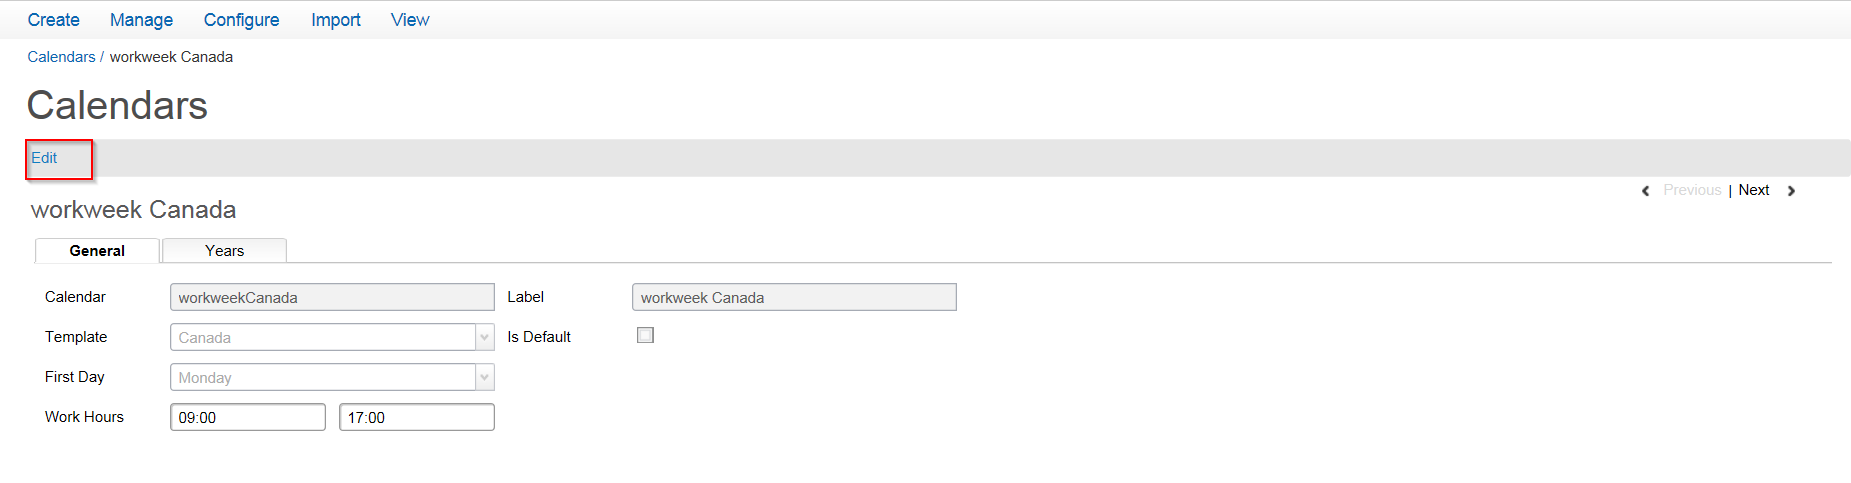 Create Manage Configure Import View
Calendars / workweek Canada
Calendars
Edit
Previous | Next
workweek Canada
General Years
Calendar workweekCanada Label workweek Canada
Template Canada Is Default
First Day Monday
Work Hours 09:00 17:00